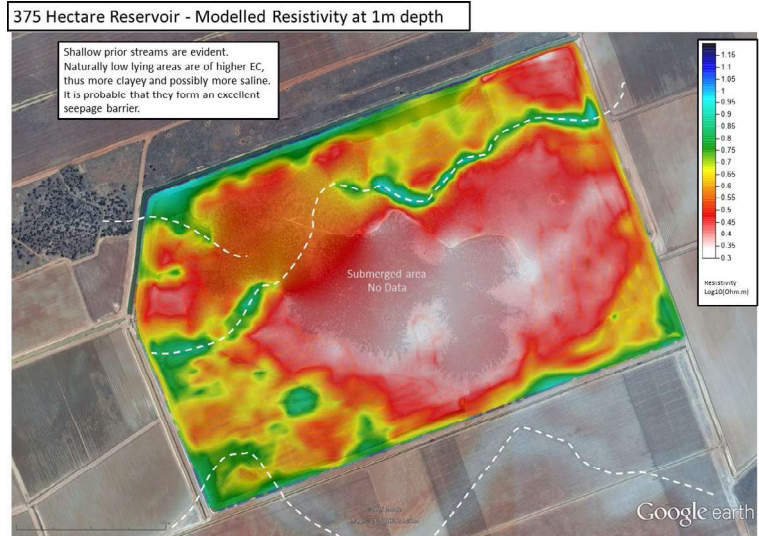 375 Hectare Reservoir - Modelled Resistivity at 1m depth
Shallow prior streams are evident.
Naturally low lying areas are of higher EC,
thus more clayey and possibly more saline.
It is probable that they form an excellent
seepage barrier.
1.15
1.1
1.05
1
0.95
0.9
0.85
0.8
0.75
0.7
0.65
0.6
0.55
0.5
0.45
0.4
0.35
0.3
Resistivity
Log10(Ohm.m)
Submerged area
No Data
Google earth